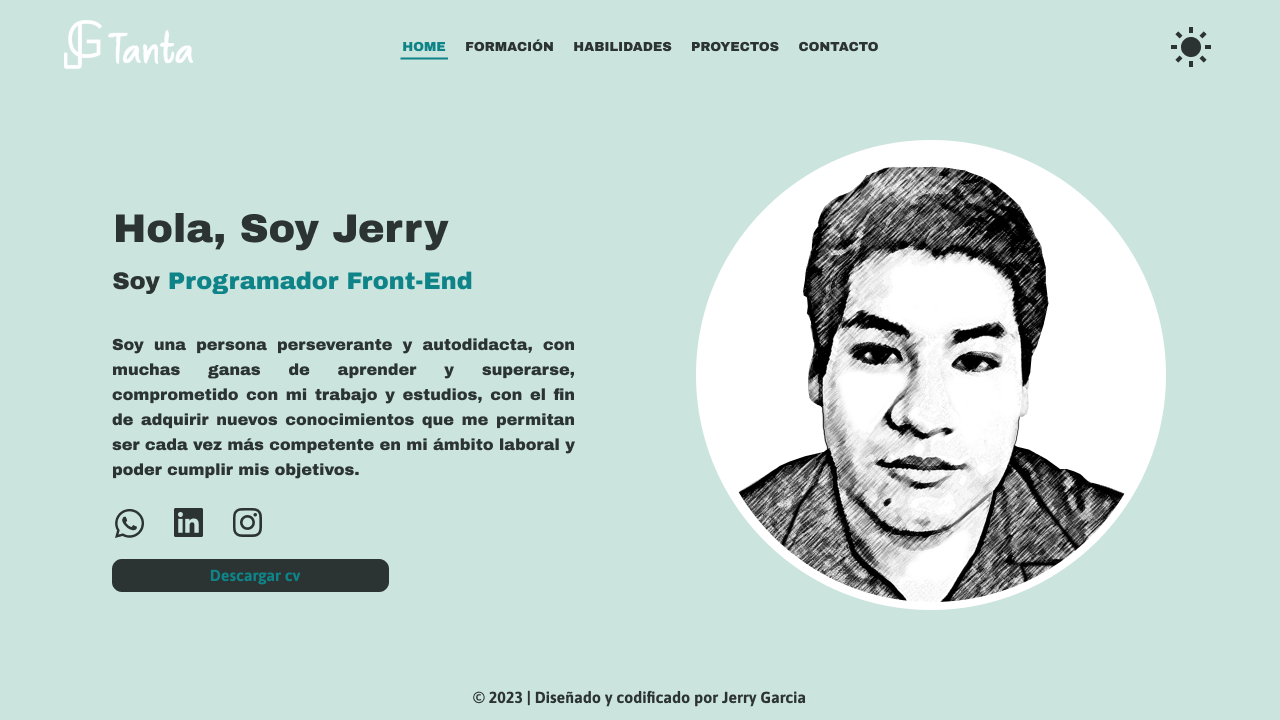 JG Tanta
HOME FORMACIÓN HABILIDADES PROYECTOS CONTACTO
Hola, Soy Jerry
Soy Programador Front-End
Soy una persona perseverante y autodidacta, con
muchas ganas de aprender y superarse,
comprometido con mi trabajo y estudios, con el fin
de adquirir nuevos conocimientos que me permitan
ser cada vez más competente en mi ámbito laboral y
poder cumplir mis objetivos.
in
Descargar cv
© 2023 | Diseñado y codificado por Jerry Garcia